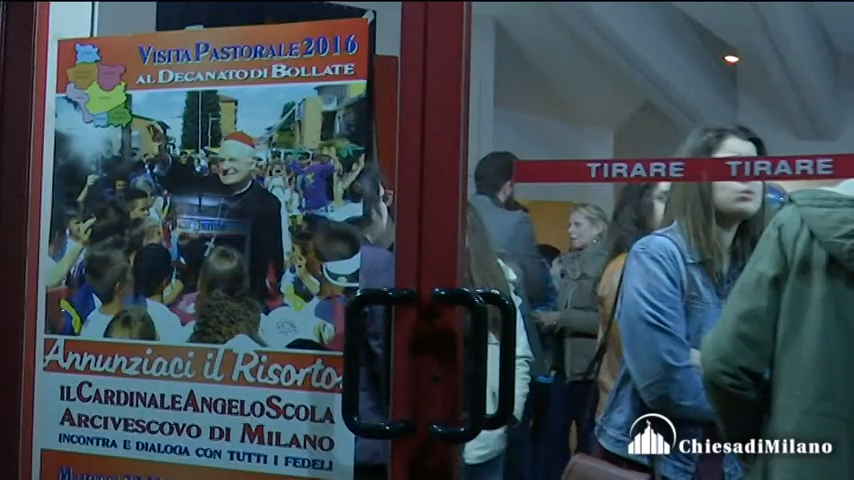 VISITA PASTORALE 2016
AL DECANATO DI BOLLATE
TIRARE TIRARE
Annunziaci il Risorto
IL CARDINALE ANGELO SCOLA
ARCIVESCOVO DI MILANO
INCONTRA E DIALOGA CON TUTTI I FEDELI
CHIESADIMILANO